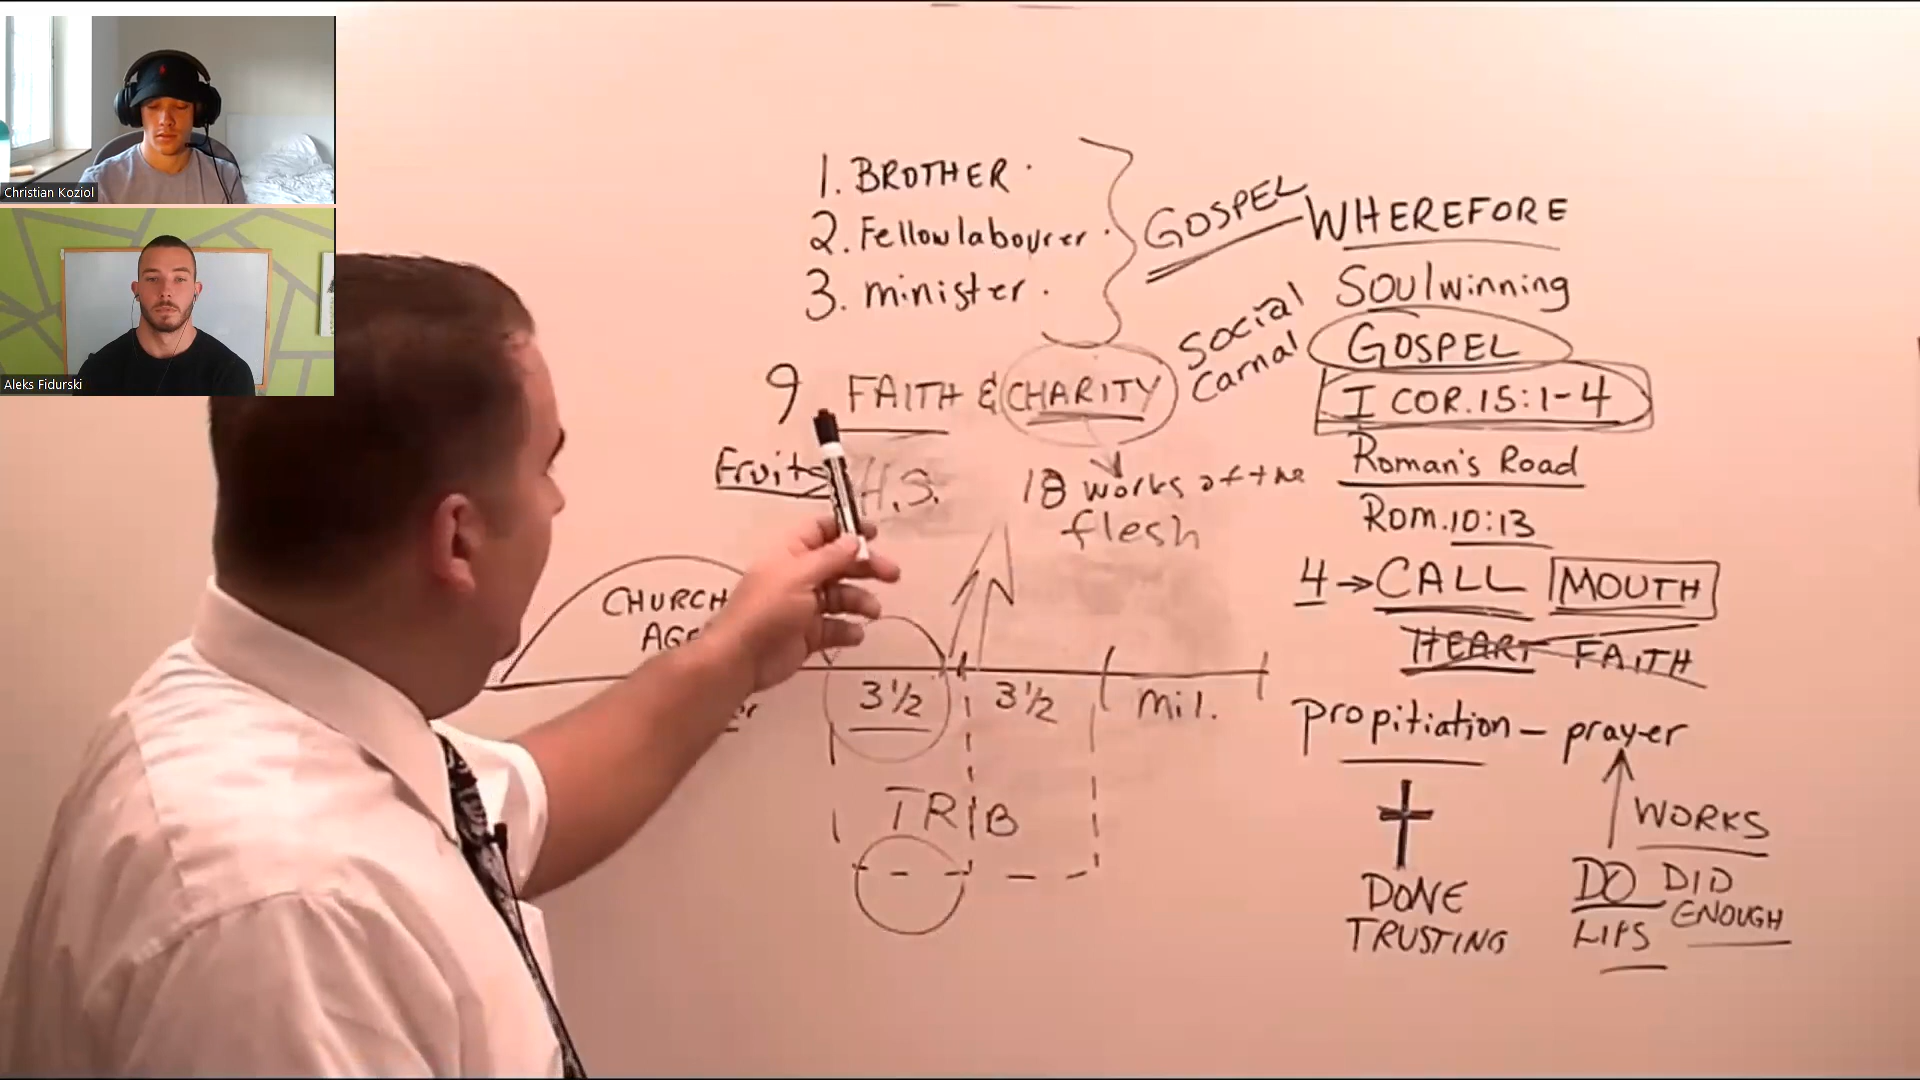 Christian Koziol
Aleks Fidurski
1. BROTHER
2. Fellowlabourer
3. minister
GOSPEL
WHEREFORE
Soulwinning
GOSPEL
I COR.15:1-4
Roman's Road
Rom.10:13
4 → CALL MOUTH
HEART FAITH
propitiation – prayer
DONE
TRUSTING
WORKS
DO DID
ENOUGH
LIPS
Social
Carnal
9 FAITH & CHARITY
Fruits H.S.
18 works of the
flesh
CHURCH
AGE
3½ 3½ Mil.
TRIB